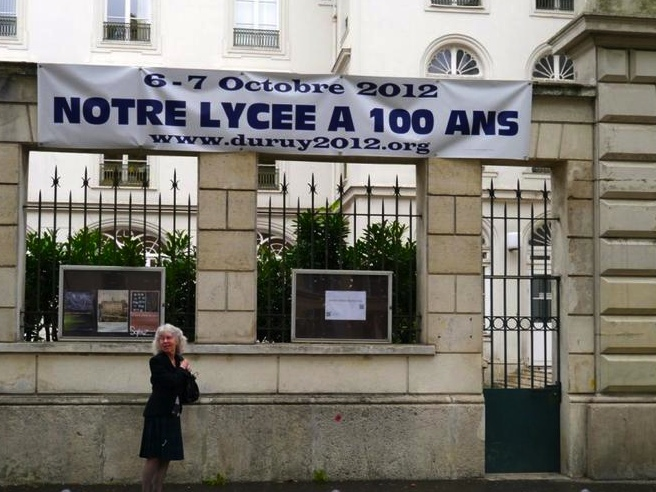 6-7 Octobre 2012
NOTRE LYCEE A 100 ANS
www.duruy2012.org